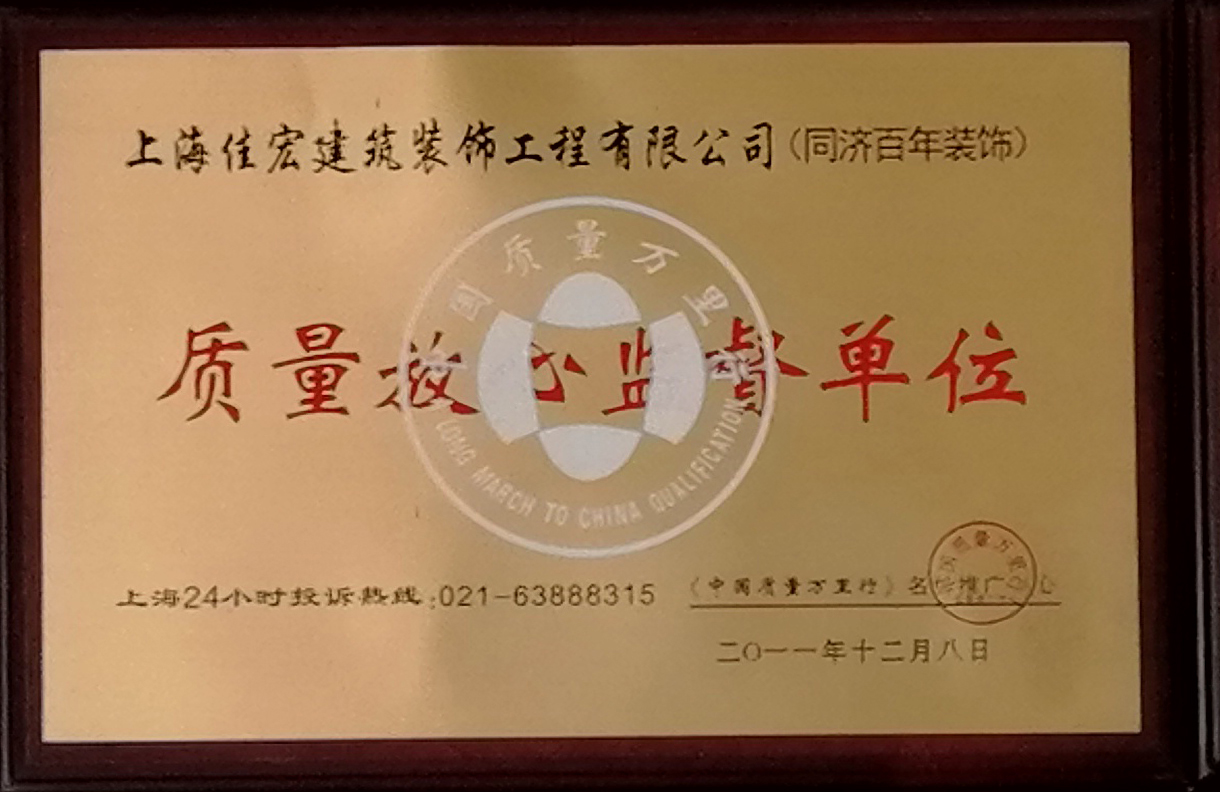 上海佳宏建筑装饰工程有限公司(同济百年装饰)
国质量万里
质量放心监督单位
LONG MARCH TO CHINA QUALIFICATION
上海24小时投诉热线:021-63888315
《中国质量万里行》名 推广 心
二〇一一年十二月八日